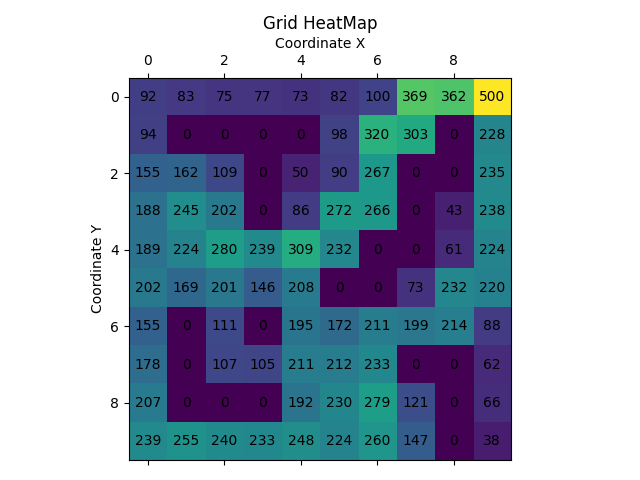 Grid HeatMap
Coordinate X
0 2 4 6 8
0 92 83 75 77 73 82 100 369 362 500
94 0 0 0 0 98 320 303 0 228
2 155 162 109 0 50 90 267 0 0 235
188 245 202 0 86 272 266 0 43 238
4 189 224 280 239 309 232 0 0 61 224
Coordinate Y
202 169 201 146 208 0 0 73 232 220
6 155 0 111 0 195 172 211 199 214 88
178 0 107 105 211 212 233 0 0 62
8 207 0 0 0 192 230 279 121 0 66
239 255 240 233 248 224 260 147 0 38